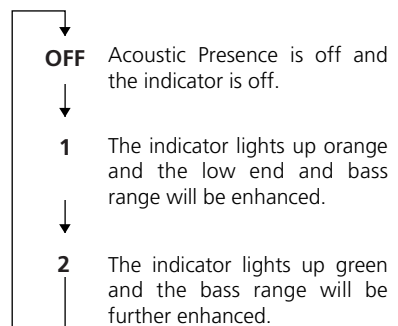 OFF Acoustic Presence is off and
the indicator is off.
1 The indicator lights up orange
and the low end and bass
range will be enhanced.
2 The indicator lights up green
and the bass range will be
further enhanced.